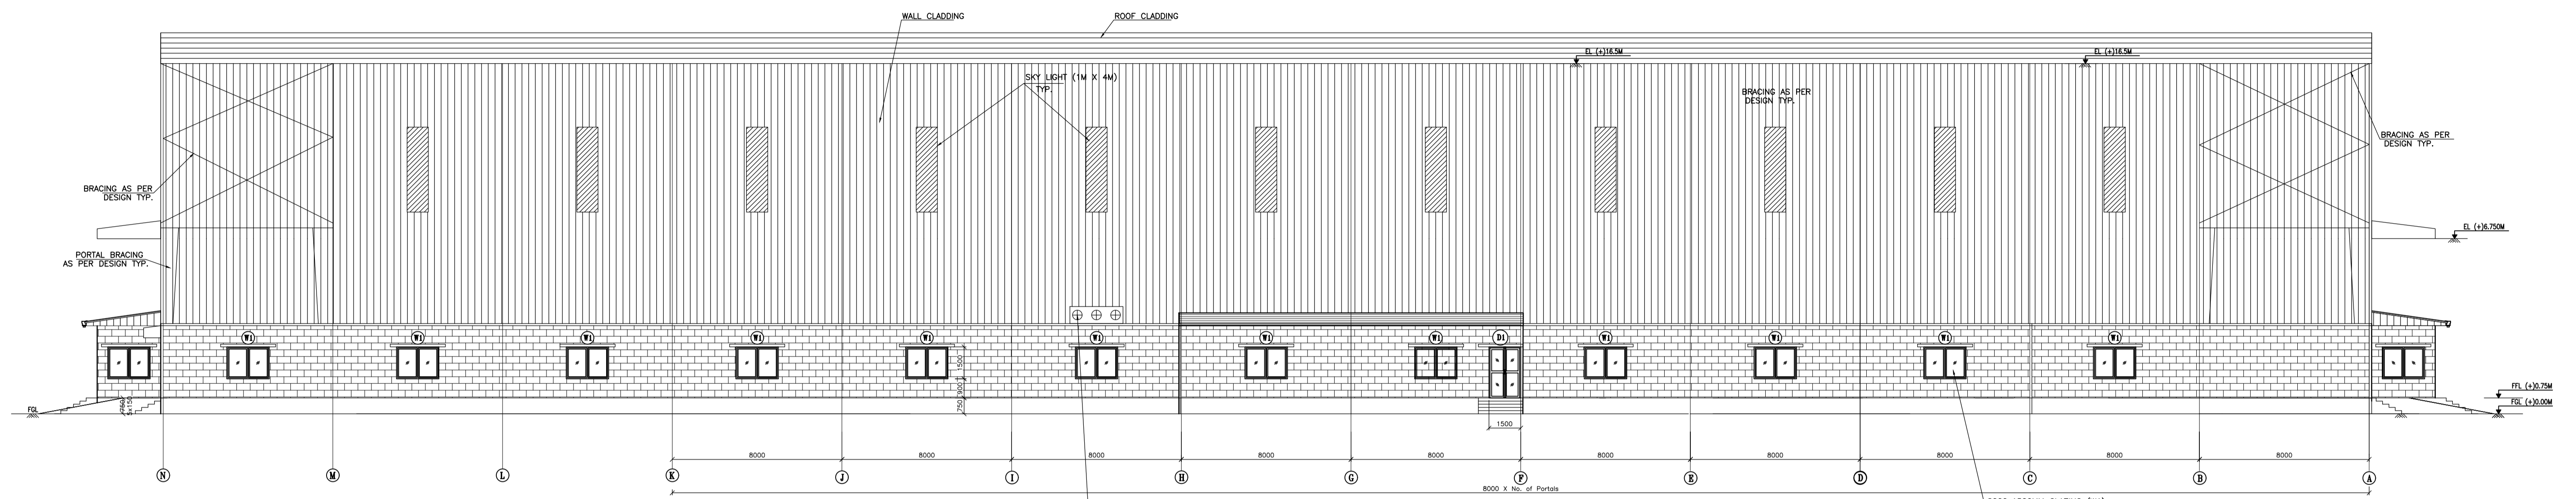 WALL CLADDING
ROOF CLADDING
EL (+)16.5M
EL (+)16.5M
SKY LIGHT (1M X 4M)
TYP.
BRACING AS PER
DESIGN TYP.
BRACING AS PER
DESIGN TYP.
BRACING AS PER
DESIGN TYP.
EL (+)6.750M
PORTAL BRACING
AS PER DESIGN TYP.
W1
W1
W1
W1
W1
W1
W1
W1
D1
W1
W1
W1
W1
1500
900
750
FGL
750
5x150
FFL (+)0.75M
FGL (+)0.00M
1500
8000
8000
8000
8000
8000
8000
8000
8000
8000
8000
N
M
L
K
J
I
H
G
F
E
D
C
B
A
8000 X No. of Portals